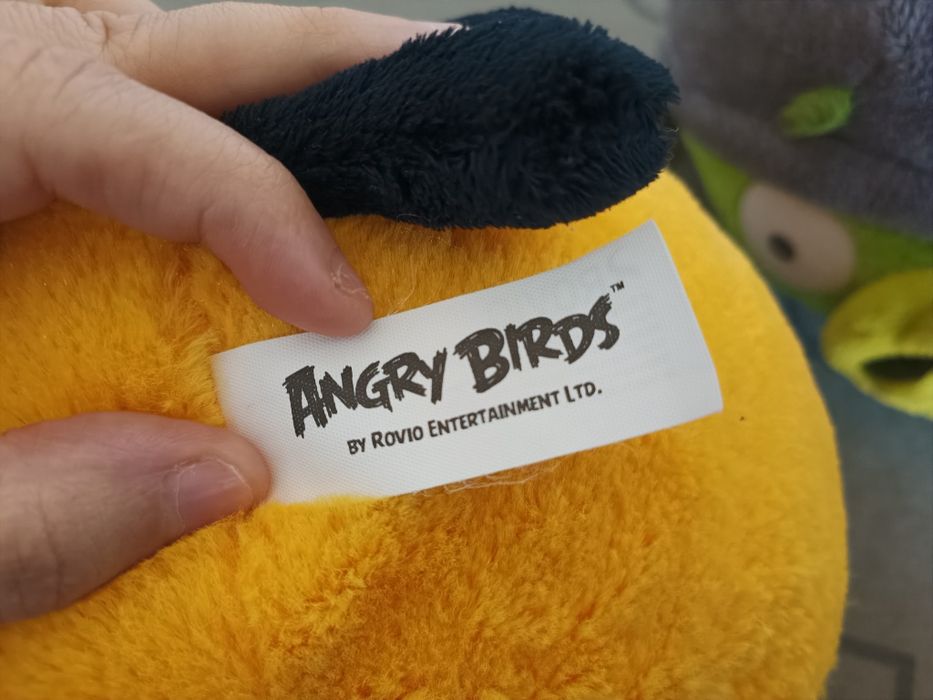 ANGRY BIRDS™
BY ROVIO ENTERTAINMENT LTD.